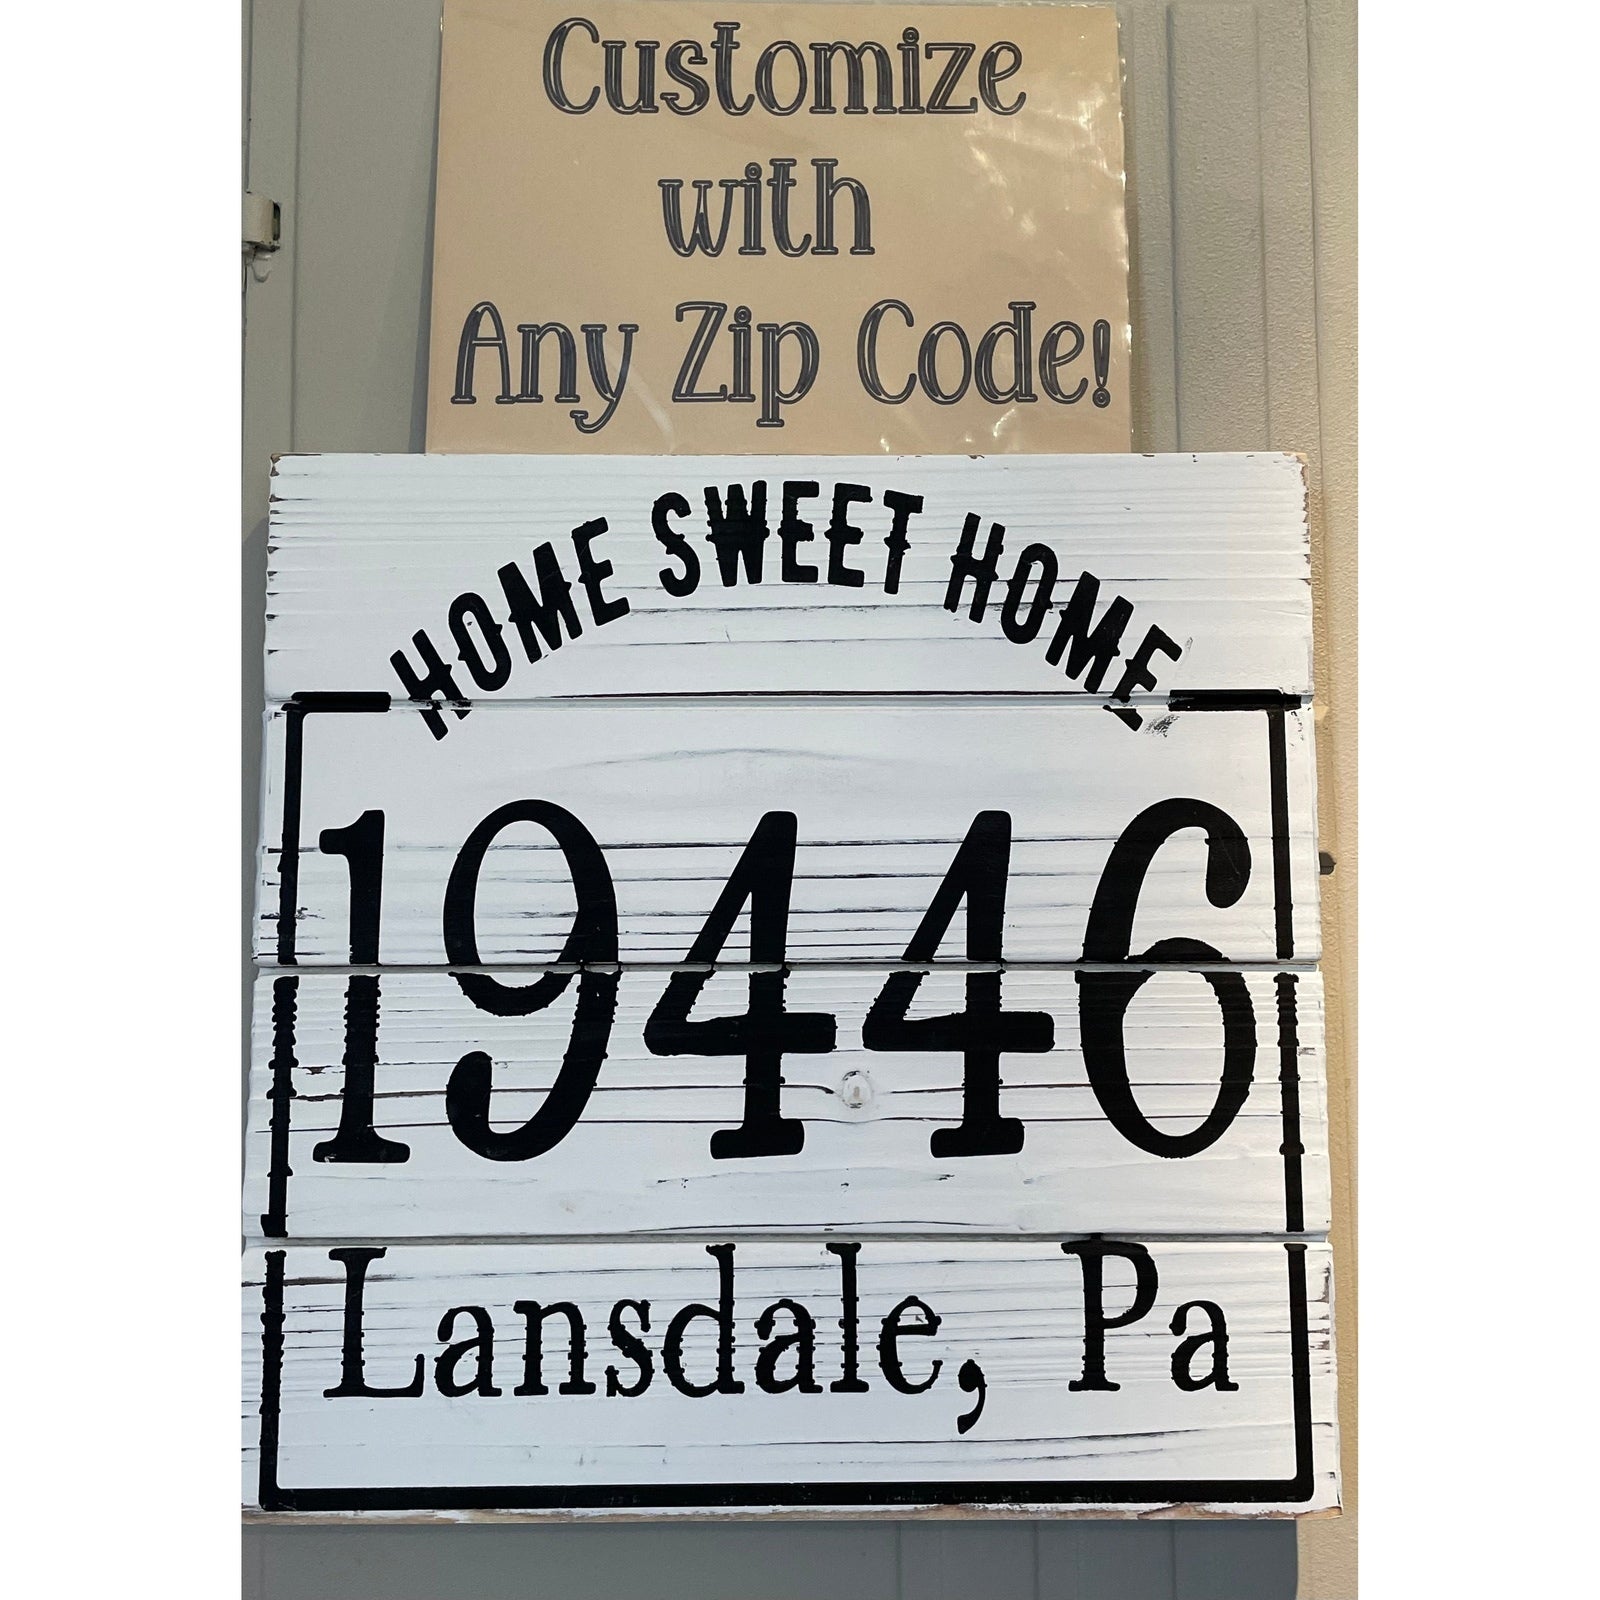 Customize
with
Any Zip Code!
HOME SWEET HOME
19446
Lansdale, Pa